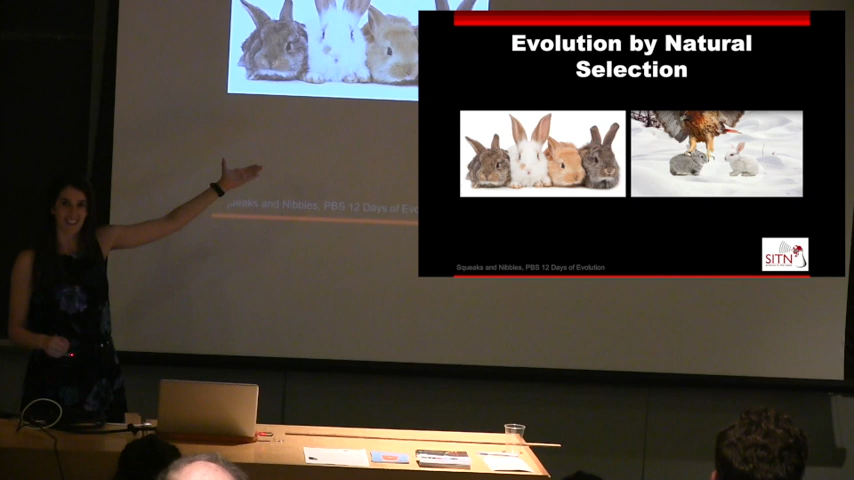 Evolution by Natural
Selection
Squeaks and Nibbles, PBS 12 Days of Evolution
SITN
ueaks and Nibbles, PBS 12 Days of Evo